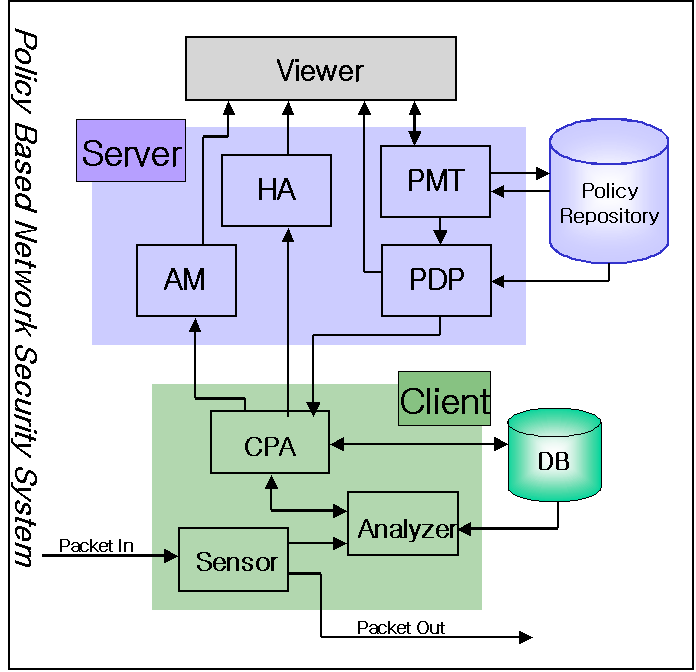 Policy Based Network Security System
Viewer
Server
HA
PMT
Policy
Repository
AM
PDP
Client
CPA
DB
Analyzer
Packet In
Sensor
Packet Out